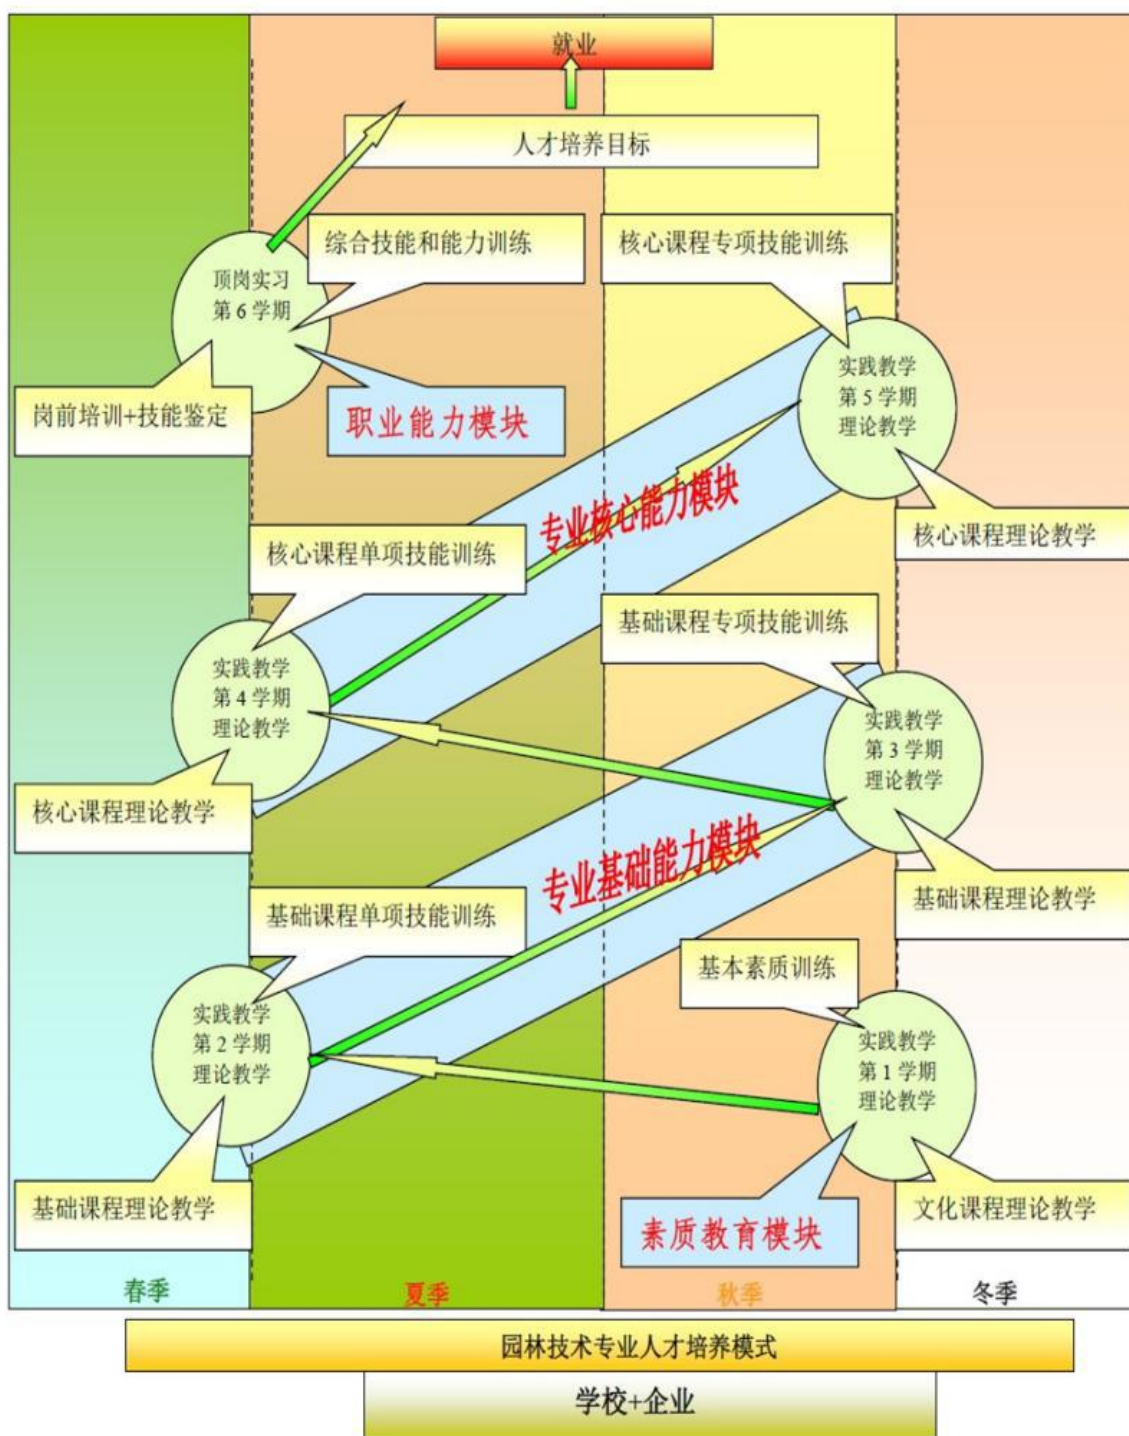 就业
人才培养目标
综合技能和能力训练
核心课程专项技能训练
顶岗实习
第 6 学期
实践教学
第 5 学期
理论教学
岗前培训+技能鉴定
职业能力模块
专业核心能力模块
核心课程理论教学
核心课程单项技能训练
基础课程专项技能训练
实践教学
第 4 学期
理论教学
实践教学
第 3 学期
理论教学
核心课程理论教学
专业基础能力模块
基础课程理论教学
基础课程单项技能训练
基本素质训练
实践教学
第 2 学期
理论教学
实践教学
第 1 学期
理论教学
基础课程理论教学
素质教育模块
文化课程理论教学
春季
夏季
秋季
冬季
园林技术专业人才培养模式
学校+企业